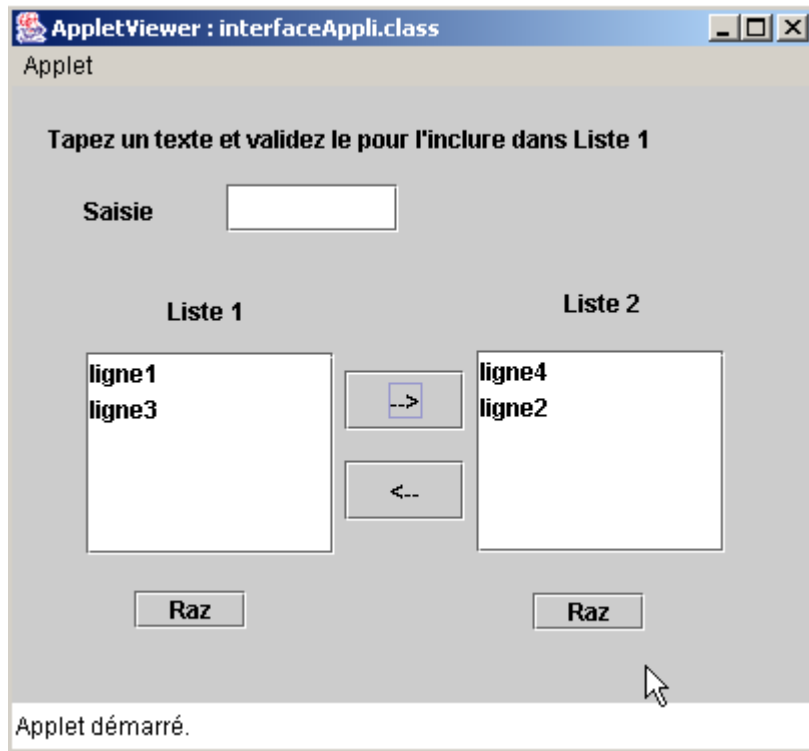 AppletViewer : interfaceAppli.class
Applet
Tapez un texte et validez le pour l'inclure dans Liste 1
Saisie
Liste 1
Liste 2
ligne1
ligne3
-->
<--
ligne4
ligne2
Raz
Raz
Applet démarré.